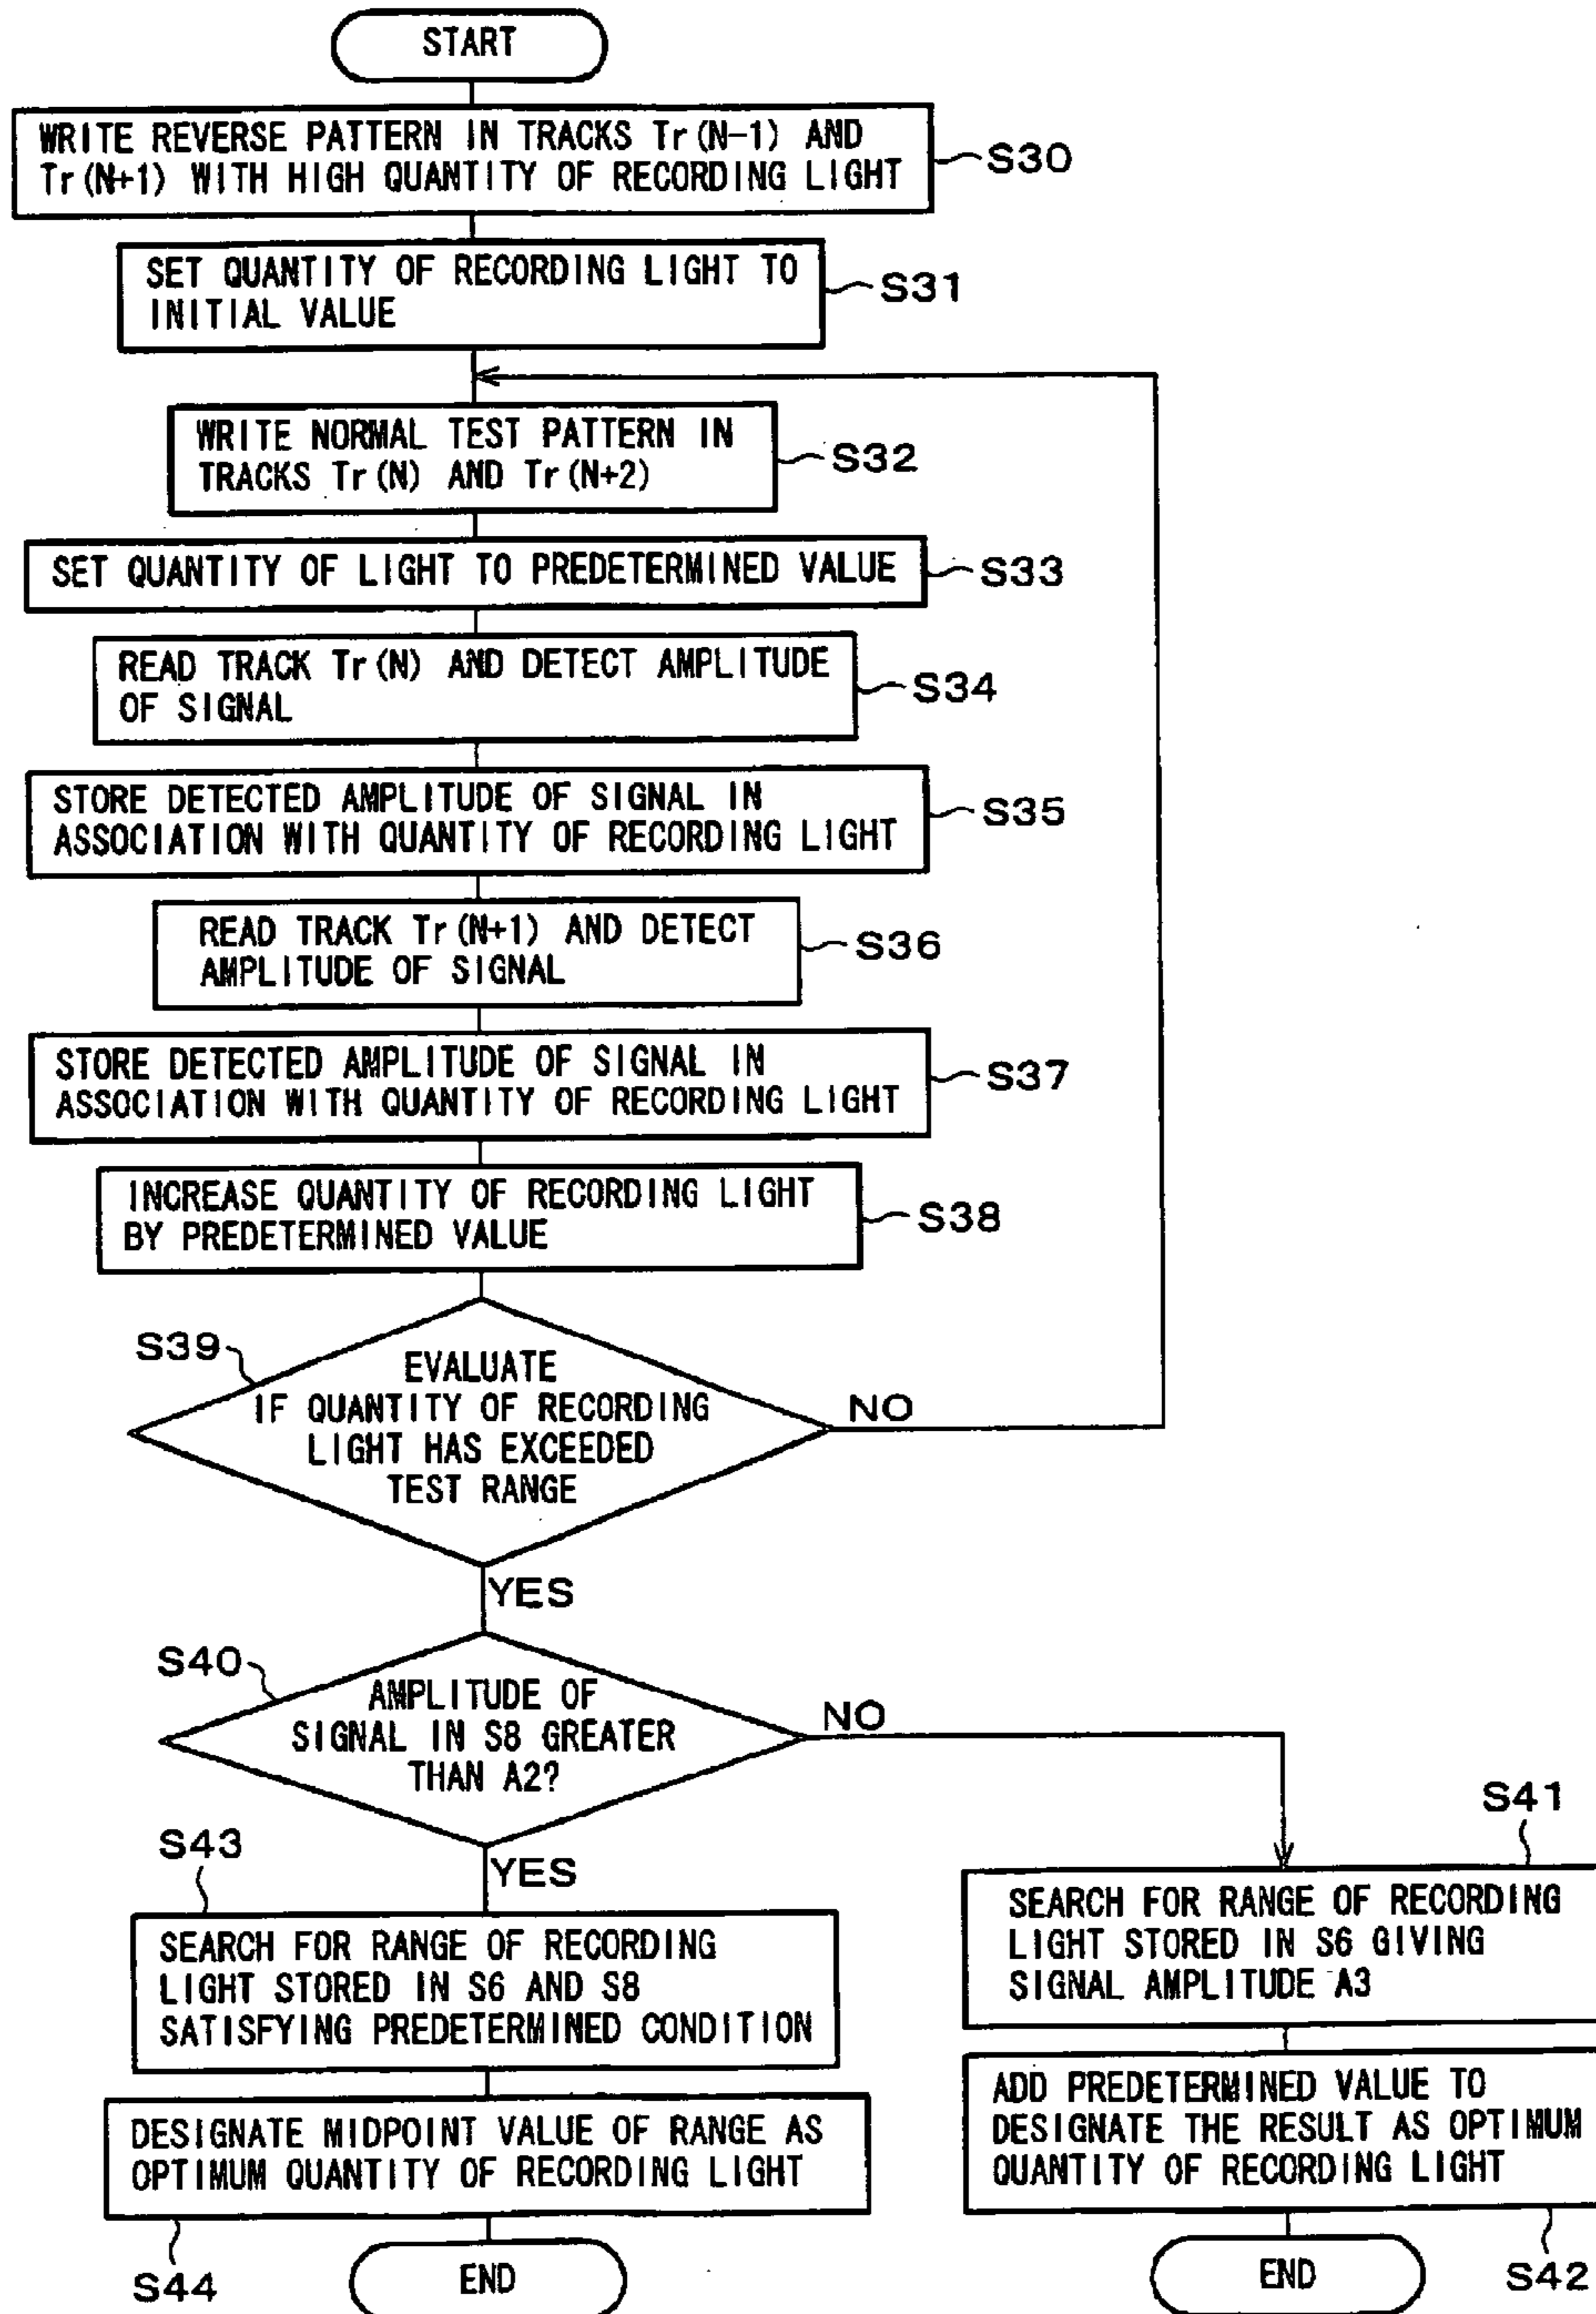 START
WRITE REVERSE PATTERN IN TRACKS Tr(N-1) AND
Tr(N+1) WITH HIGH QUANTITY OF RECORDING LIGHT
S30
SET QUANTITY OF RECORDING LIGHT TO
INITIAL VALUE
S31
WRITE NORMAL TEST PATTERN IN
TRACKS Tr(N) AND Tr(N+2)
S32
SET QUANTITY OF LIGHT TO PREDETERMINED VALUE
S33
READ TRACK Tr(N) AND DETECT AMPLITUDE
OF SIGNAL
S34
STORE DETECTED AMPLITUDE OF SIGNAL IN
ASSOCIATION WITH QUANTITY OF RECORDING LIGHT
S35
READ TRACK Tr(N+1) AND DETECT
AMPLITUDE OF SIGNAL
S36
STORE DETECTED AMPLITUDE OF SIGNAL IN
ASSOCIATION WITH QUANTITY OF RECORDING LIGHT
S37
INCREASE QUANTITY OF RECORDING LIGHT
BY PREDETERMINED VALUE
S38
S39
EVALUATE
IF QUANTITY OF RECORDING
LIGHT HAS EXCEEDED
TEST RANGE
NO
YES
S40
AMPLITUDE OF
SIGNAL IN S8 GREATER
THAN A2?
NO
YES
S43
SEARCH FOR RANGE OF RECORDING
LIGHT STORED IN S6 AND S8
SATISFYING PREDETERMINED CONDITION
DESIGNATE MIDPOINT VALUE OF RANGE AS
OPTIMUM QUANTITY OF RECORDING LIGHT
S44
END
S41
SEARCH FOR RANGE OF RECORDING
LIGHT STORED IN S6 GIVING
SIGNAL AMPLITUDE A3
ADD PREDETERMINED VALUE TO
DESIGNATE THE RESULT AS OPTIMUM
QUANTITY OF RECORDING LIGHT
S42
END